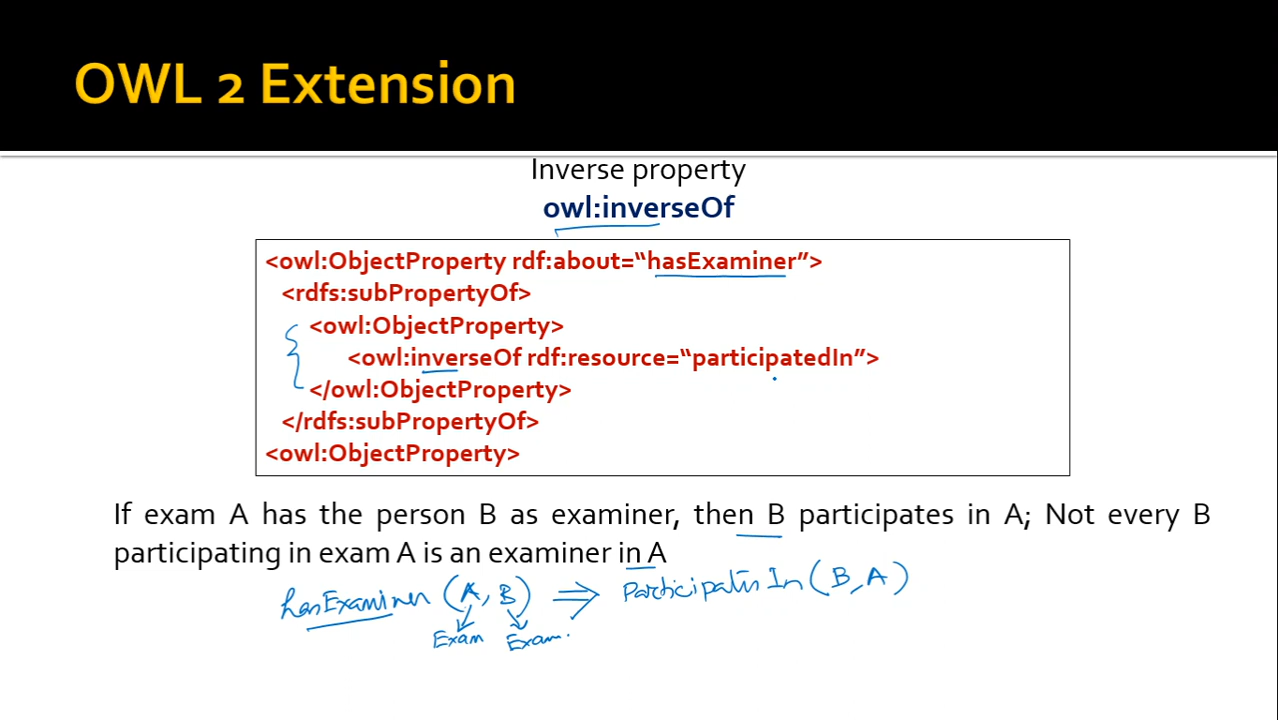 OWL 2 Extension
Inverse property
owl:inverseOf
<owl:ObjectProperty rdf:about=“hasExaminer”>
<rdfs:subPropertyOf>
<owl:ObjectProperty>
<owl:inverseOf rdf:resource=“participatedIn”>
</owl:ObjectProperty>
</rdfs:subPropertyOf>
<owl:ObjectProperty>
If exam A has the person B as examiner, then B participates in A; Not every B
participating in exam A is an examiner in A
hasExaminer (A, B) ⟹ ParticipatesIn (B, A)
Exam Exam.